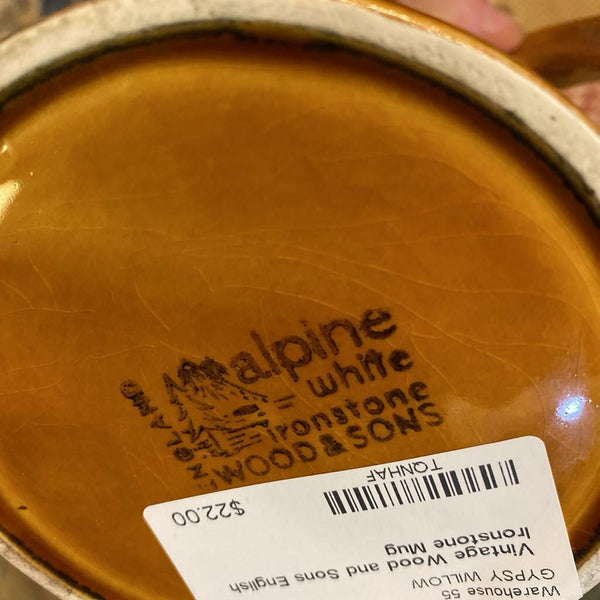 alpine
white
ironstone
WOOD & SONS
ENGLAND
Warehouse 55
GYPSY WILLOW
Vintage Wood and Sons English
Ironstone Mug
TQNHAF
$22.00